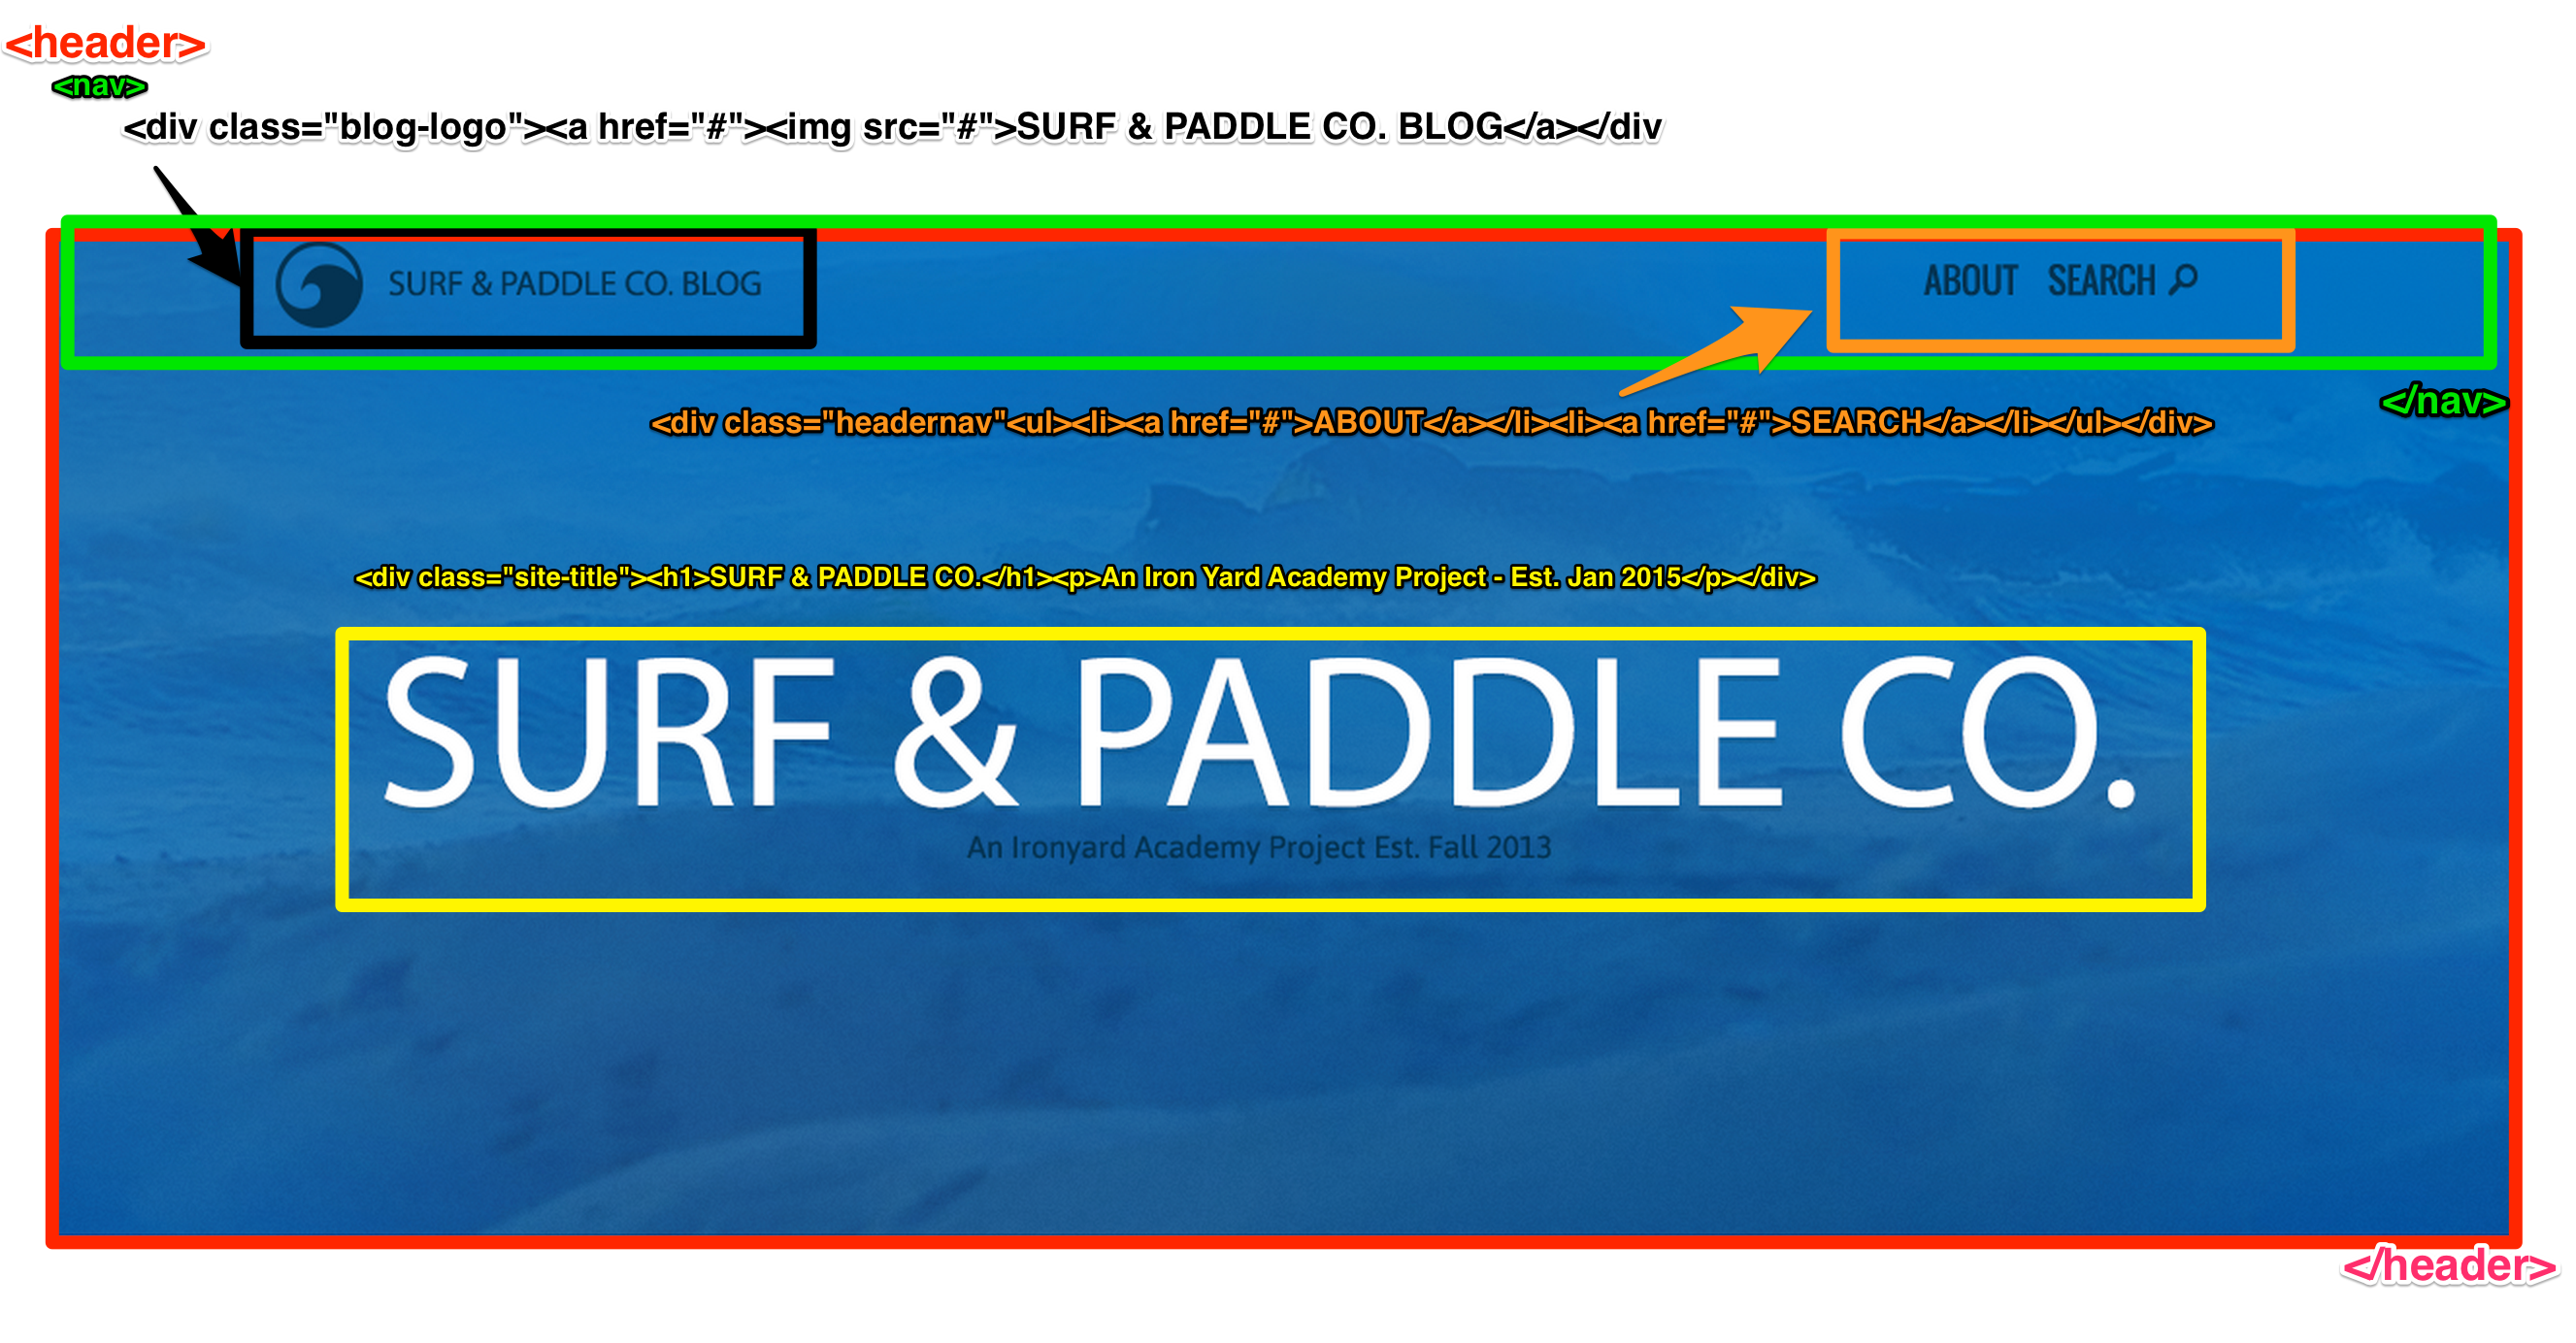 <header>
<nav>
<div class="blog-logo"><a href="#"><img src="#">SURF & PADDLE CO. BLOG</a></div
SURF & PADDLE CO. BLOG
ABOUT SEARCH
</nav>
<div class="headernav"<ul><li><a href="#">ABOUT</a></li><li><a href="#">SEARCH</a></li></ul></div>
<div class="site-title"><h1>SURF & PADDLE CO.</h1><p>An Iron Yard Academy Project - Est. Jan 2015</p></div>
SURF & PADDLE CO.
An Ironyard Academy Project Est. Fall 2013
</header>